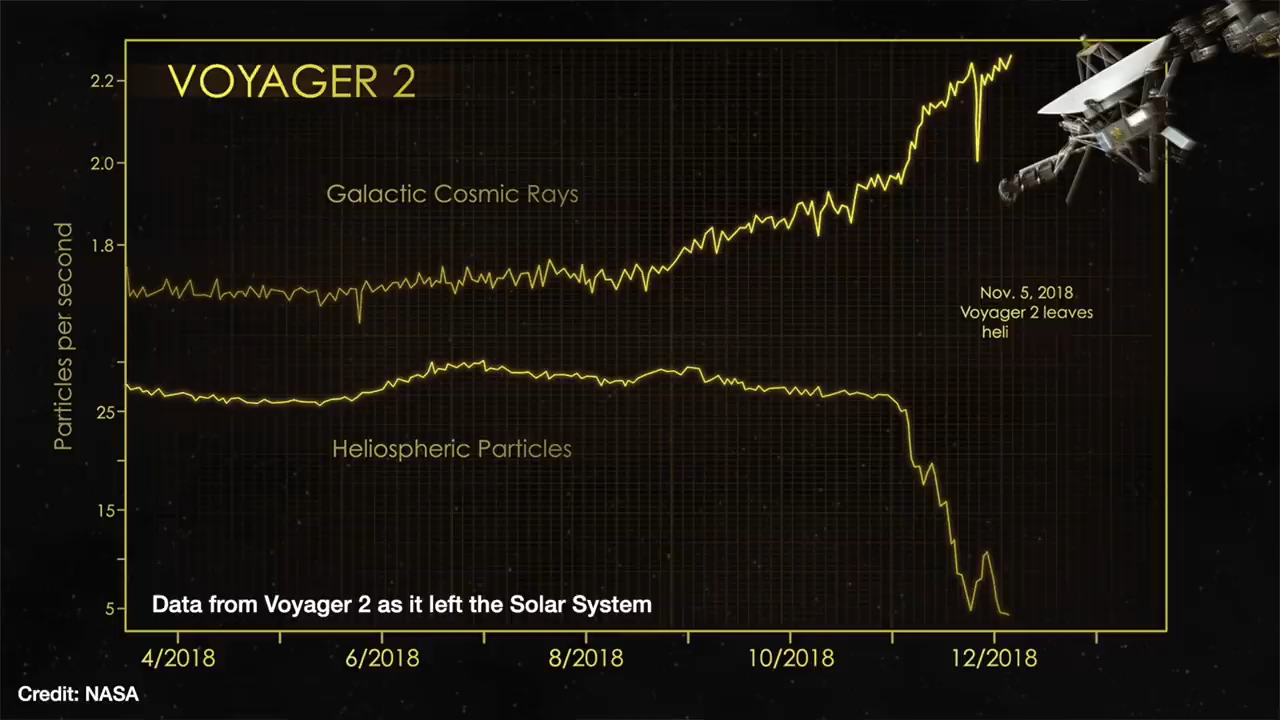 VOYAGER 2
2.2
2.0
Galactic Cosmic Rays
1.8
Particles per second
Nov. 5, 2018
Voyager 2 leaves
heli
25
Heliospheric Particles
15
5
Data from Voyager 2 as it left the Solar System
4/2018 6/2018 8/2018 10/2018 12/2018
Credit: NASA